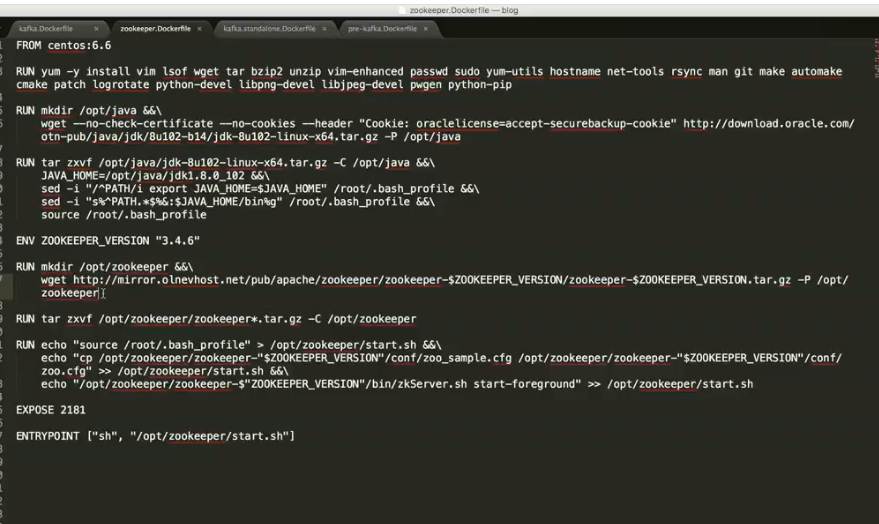 zookeeper.Dockerfile — blog
kafka.Dockerfile × zookeeper.Dockerfile × kafka.standalone.Dockerfile × pre-kafka.Dockerfile ×
FROM centos:6.6
RUN yum -y install vim lsof wget tar bzip2 unzip vim-enhanced passwd sudo yum-utils hostname net-tools rsync man git make automake
cmake patch logrotate python-devel libpng-devel libjpeg-devel pwgen python-pip
RUN mkdir /opt/java &&\
wget --no-check-certificate --no-cookies --header "Cookie: oraclelicense=accept-securebackup-cookie" http://download.oracle.com/
otn-pub/java/jdk/8u102-b14/jdk-8u102-linux-x64.tar.gz -P /opt/java
RUN tar zxvf /opt/java/jdk-8u102-linux-x64.tar.gz -C /opt/java &&\
JAVA_HOME=/opt/java/jdk1.8.0_102 &&\
sed -i "/^PATH/i export JAVA_HOME=$JAVA_HOME" /root/.bash_profile &&\
sed -i "s%^PATH.*$%&:$JAVA_HOME/bin%g" /root/.bash_profile &&\
source /root/.bash_profile
ENV ZOOKEEPER_VERSION "3.4.6"
RUN mkdir /opt/zookeeper &&\
wget http://mirror.olnevhost.net/pub/apache/zookeeper/zookeeper-$ZOOKEEPER_VERSION/zookeeper-$ZOOKEEPER_VERSION.tar.gz -P /opt/
zookeeper
RUN tar zxvf /opt/zookeeper/zookeeper*.tar.gz -C /opt/zookeeper
RUN echo "source /root/.bash_profile" > /opt/zookeeper/start.sh &&\
echo "cp /opt/zookeeper/zookeeper-"$ZOOKEEPER_VERSION"/conf/zoo_sample.cfg /opt/zookeeper/zookeeper-"$ZOOKEEPER_VERSION"/conf/
zoo.cfg" >> /opt/zookeeper/start.sh &&\
echo "/opt/zookeeper/zookeeper-$"ZOOKEEPER_VERSION"/bin/zkServer.sh start-foreground" >> /opt/zookeeper/start.sh
EXPOSE 2181
ENTRYPOINT ["sh", "/opt/zookeeper/start.sh"]